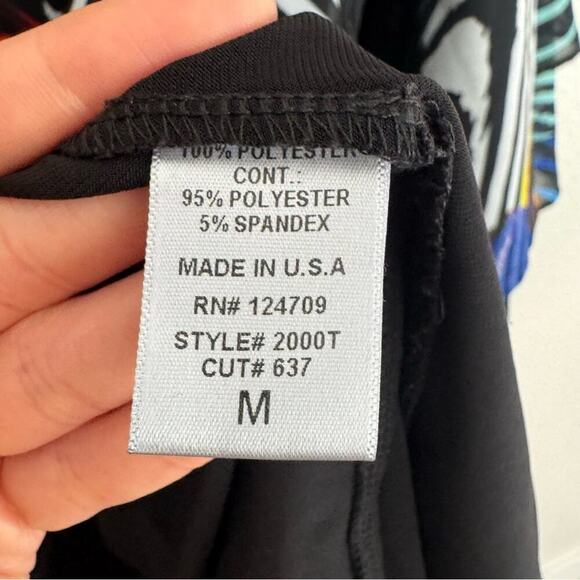 100% POLYESTER
CONT.:
95% POLYESTER
5% SPANDEX
MADE IN U.S.A
RN# 124709
STYLE# 2000T
CUT# 637
M